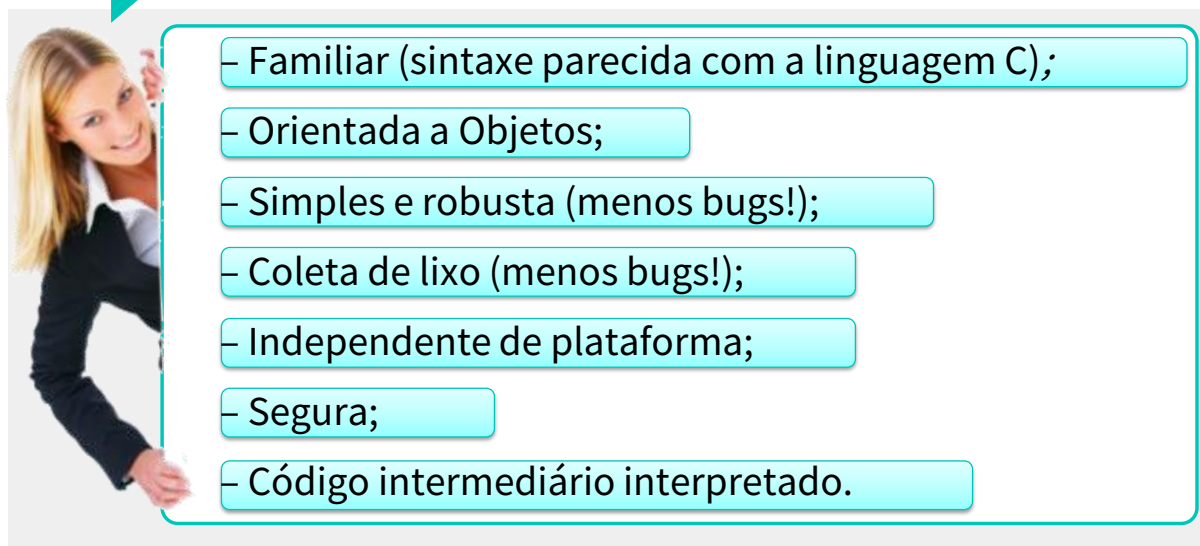 – Familiar (sintaxe parecida com a linguagem C);
– Orientada a Objetos;
– Simples e robusta (menos bugs!);
– Coleta de lixo (menos bugs!);
– Independente de plataforma;
– Segura;
– Código intermediário interpretado.